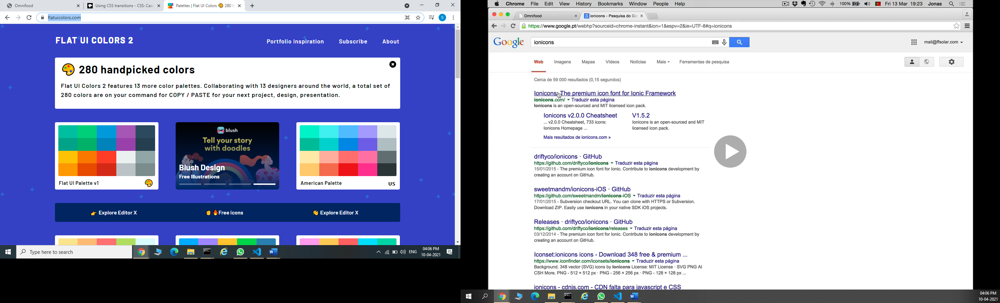 Omnifood
Using CSS transitions - CSS: Casc
Palettes | Flat UI Colors 🎨 280 h
flatuicolors.com
S
FLAT UI COLORS 2
Portfolio Inspiration
Subscribe
About
🎨 280 handpicked colors
Flat UI Colors 2 features 13 more color palettes. Collaborating with 13 designers around the world, a total set of
280 colors are on your command for COPY / PASTE for your next project, design, presentation.
Flat UI Palette v1
blush
Tell your story
with doodles
Blush Design
Free Illustrations
American Palette
US
👉 Explore Editor X
✊ 🔥Free icons
👏 Explore Editor X
Type here to search
ENG
04:06 PM
10-04-2021
Chrome File Edit View History Bookmarks Window People Help
100%
Fri 13 Mar 19:23 Jonas
Omnifood
ionicons - Pesquisa do Go
https://www.google.pt/webhp?sourceid=chrome-instant&ion=1&espv=2&ie=UTF-8#q=ionicons
Google
ionicons
mail@ffsolar.com
Web
Imagens
Mapas
Vídeos
Notícias
Mais
Ferramentas de pesquisa
Cerca de 59 000 resultados (0,15 segundos)
Ionicons: The premium icon font for Ionic Framework
ionicons.com/ Traduzir esta página
Ionicons is an open-sourced and MIT licensed icon pack.
Ionicons v2.0.0 Cheatsheet
... v2.0.0 Cheatsheet, 733 icons:
Ionicons Homepage ...
V1.5.2
Ionicons is an open-sourced and MIT
licensed icon pack.
Mais resultados de ionicons.com »
driftyco/ionicons · GitHub
https://github.com/driftyco/ionicons Traduzir esta página
15/01/2015 - The premium icon font for Ionic. Contribute to ionicons development by
creating an account on GitHub.
sweetmandm/ionicons-iOS · GitHub
https://github.com/sweetmandm/ionicons-iOS Traduzir esta página
17/01/2015 - Subversion checkout URL. You can clone with HTTPS or Subversion.
Download ZIP. Easily use ionicons in your native SDK iOS projects.
Releases · driftyco/ionicons · GitHub
https://github.com/driftyco/ionicons/releases Traduzir esta página
03/12/2014 - The premium icon font for Ionic. Contribute to ionicons development by
creating an account on GitHub.
Iconset:ionicons icons - Download 348 free & premium ...
https://www.iconfinder.com/iconsets/ionicons Traduzir esta página
Background. 348 vector (SVG) icons by Ionicons License: MIT License · SVG PNG AI
CSH More. PNG - 512 × 512 px · PNG - 256 × 256 px · PNG - 128 × 128 px ...
ionicons - cdnjs.com - CDN falta para javascript e CSS
04:06 PM
10-04-2021